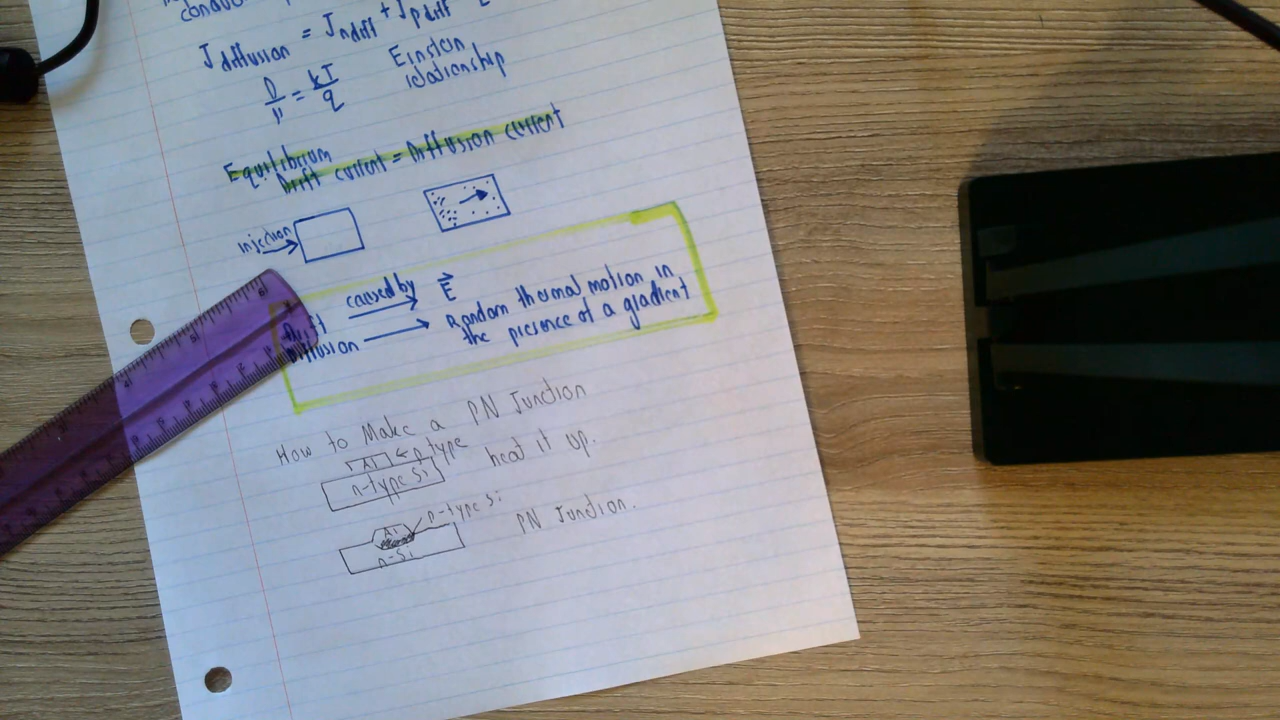 J diffusion = Jndiff + Jpdiff
D/μ = kT/q Einstein relationship
Equilibrium
Drift current = Diffusion current
injection
caused by E
Diffusion Random thermal motion in
the presence of a gradient
How to Make a PN Junction
Al p type
n-type Si heat it up.
p-type Si
Al PN Junction.
n-Si